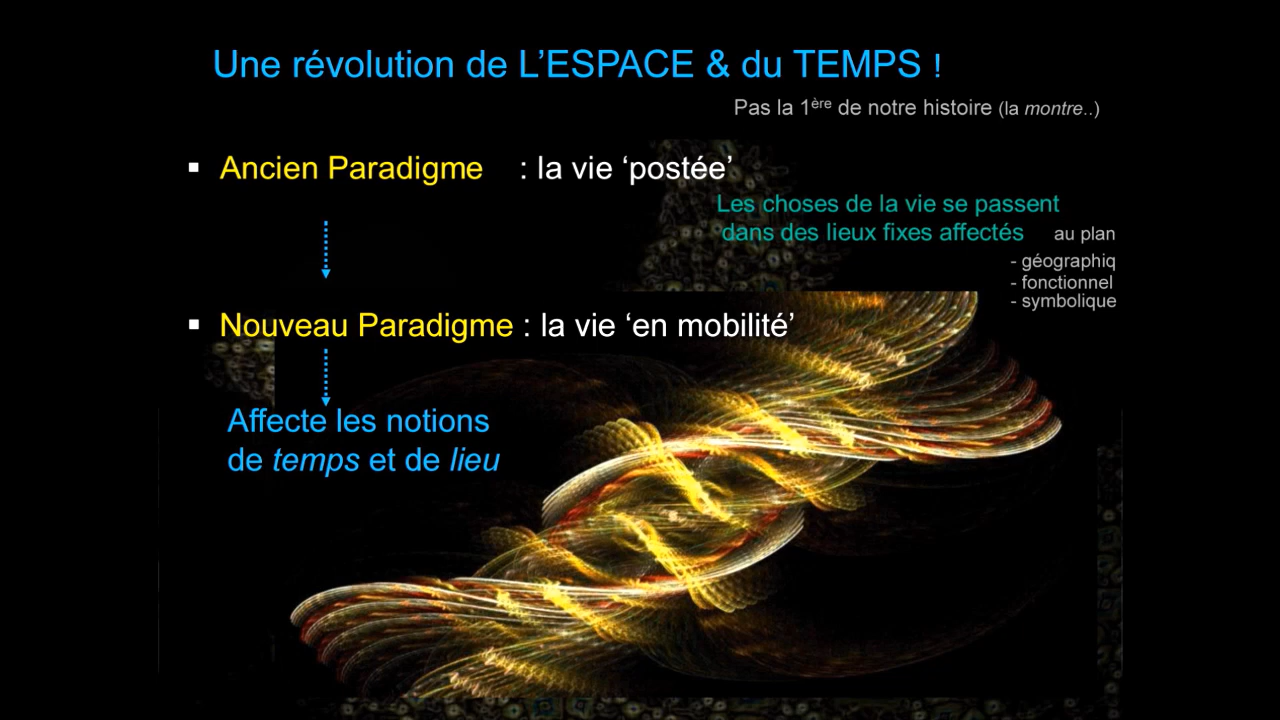 Une révolution de L’ESPACE & du TEMPS !
Pas la 1ère de notre histoire (la montre..)
▪ Ancien Paradigme : la vie ‘postée’
Les choses de la vie se passent
dans des lieux fixes affectés au plan
- géographiq
- fonctionnel
- symbolique
▪ Nouveau Paradigme : la vie ‘en mobilité’
Affecte les notions
de temps et de lieu